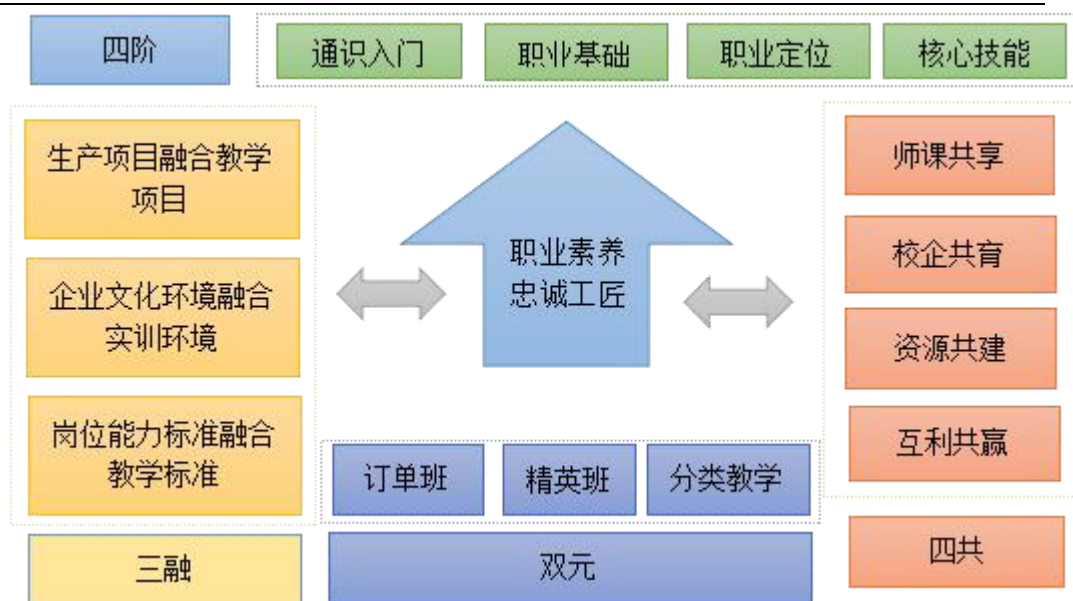 四阶
通识入门
职业基础
职业定位
核心技能
生产项目融合教学
项目
企业文化环境融合
实训环境
岗位能力标准融合
教学标准
三融
职业素养
忠诚工匠
订单班
精英班
分类教学
双元
师课共享
校企共育
资源共建
互利共赢
四共